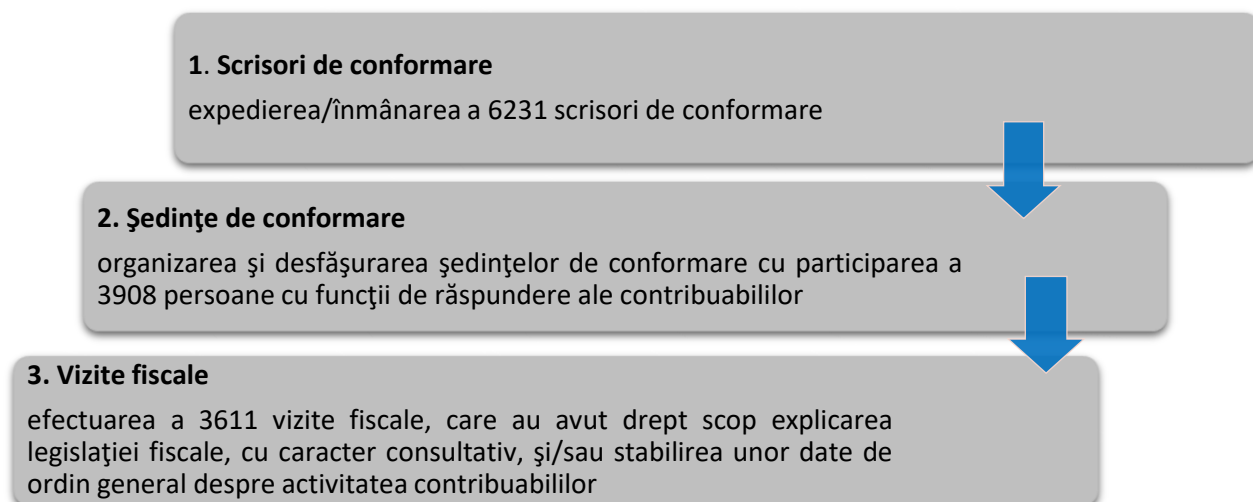 1. Scrisori de conformare
expedierea/înmânarea a 6231 scrisori de conformare
2. Şedinţe de conformare
organizarea şi desfăşurarea şedinţelor de conformare cu participarea a
3908 persoane cu funcţii de răspundere ale contribuabililor
3. Vizite fiscale
efectuarea a 3611 vizite fiscale, care au avut drept scop explicarea
legislaţiei fiscale, cu caracter consultativ, şi/sau stabilirea unor date de
ordin general despre activitatea contribuabililor